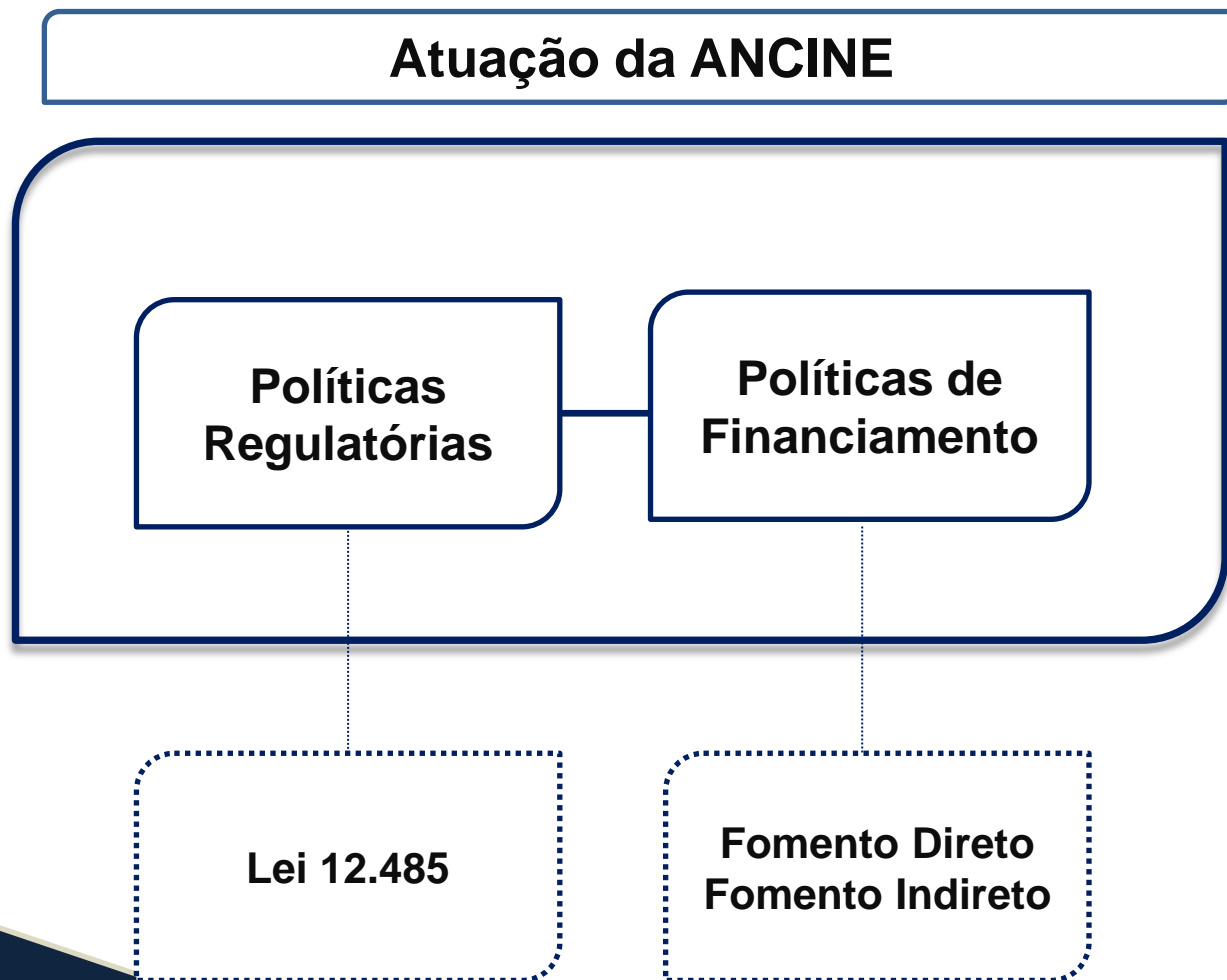 Atuação da ANCINE
Políticas
Regulatórias
Políticas de
Financiamento
Lei 12.485
Fomento Direto
Fomento Indireto